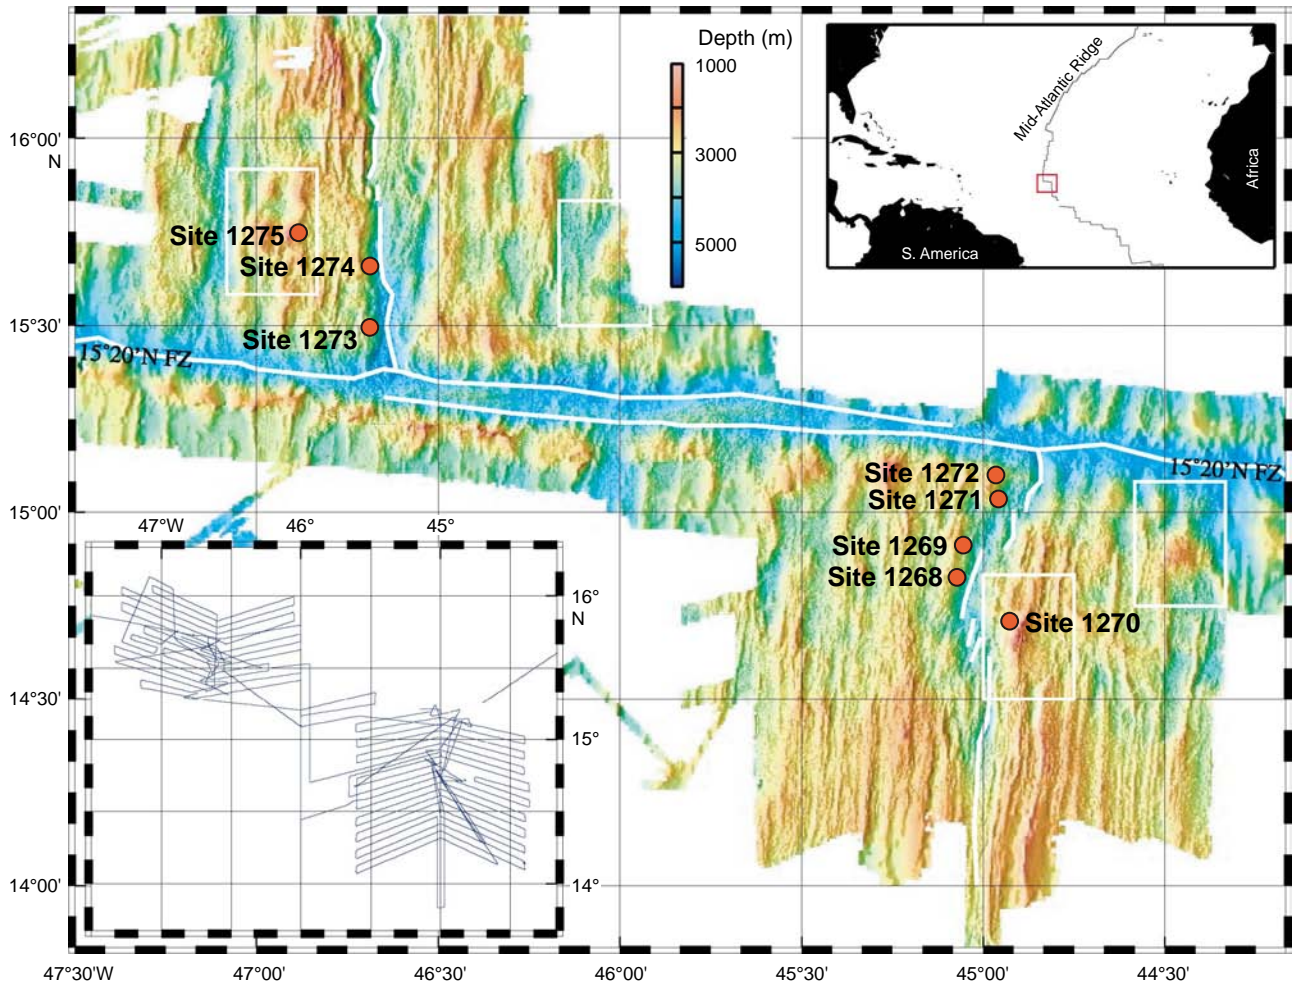 Depth (m)
1000
3000
5000
Mid-Atlantic Ridge
Africa
S. America
16°00'
N
15°30'
15°00'
14°30'
14°00'
Site 1275
Site 1274
Site 1273
15°20'N FZ
Site 1272
Site 1271
Site 1269
Site 1268
Site 1270
15°20'N FZ
47°W
46°
45°
16°
N
15°
14°
47°30'W
47°00'
46°30'
46°00'
45°30'
45°00'
44°30'